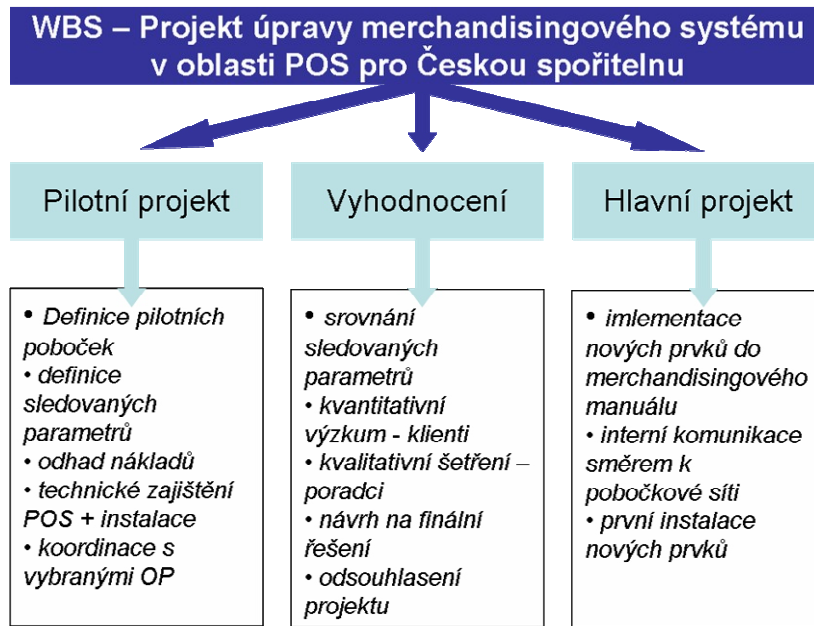 WBS – Projekt úpravy merchandisingového systému
v oblasti POS pro Českou spořitelnu
Pilotní projekt
Vyhodnocení
Hlavní projekt
• Definice pilotních
poboček
• definice
sledovaných
parametrů
• odhad nákladů
• technické zajištění
POS + instalace
• koordinace s
vybranými OP
• srovnání
sledovaných
parametrů
• kvantitativní
výzkum - klienti
• kvalitativní šetření –
poradci
• návrh na finální
řešení
• odsouhlasení
projektu
• imlementace
nových prvků do
merchandisingového
manuálu
• interní komunikace
směrem k
pobočkové síti
• první instalace
nových prvků